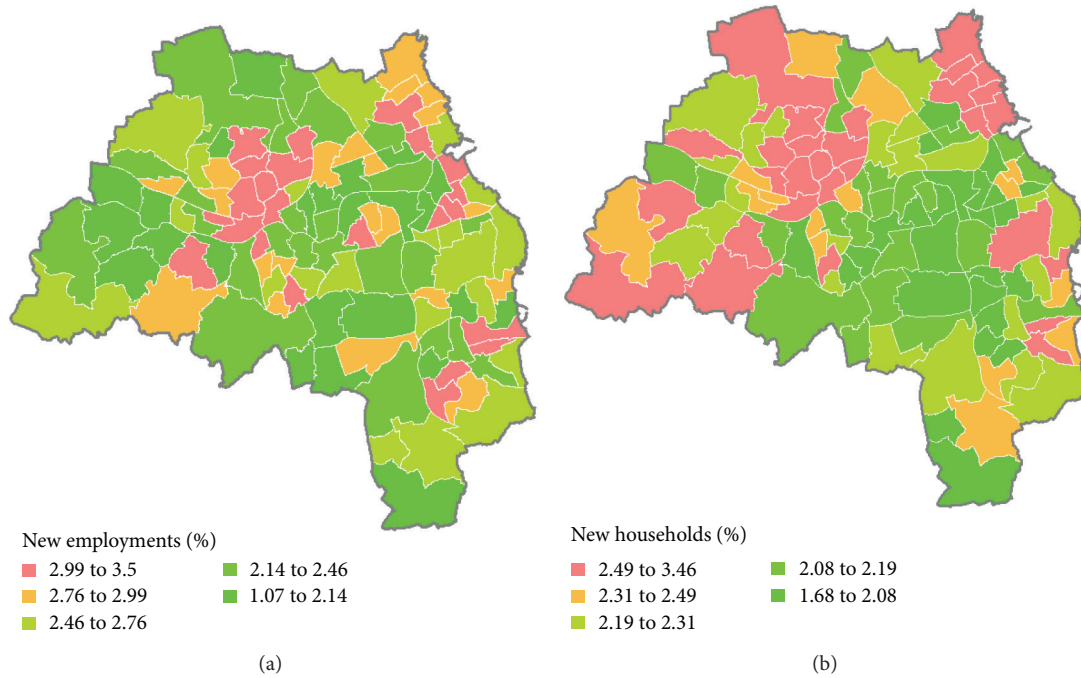 New employments (%)
2.99 to 3.5
2.76 to 2.99
2.46 to 2.76
2.14 to 2.46
1.07 to 2.14
(a)
New households (%)
2.49 to 3.46
2.31 to 2.49
2.19 to 2.31
2.08 to 2.19
1.68 to 2.08
(b)